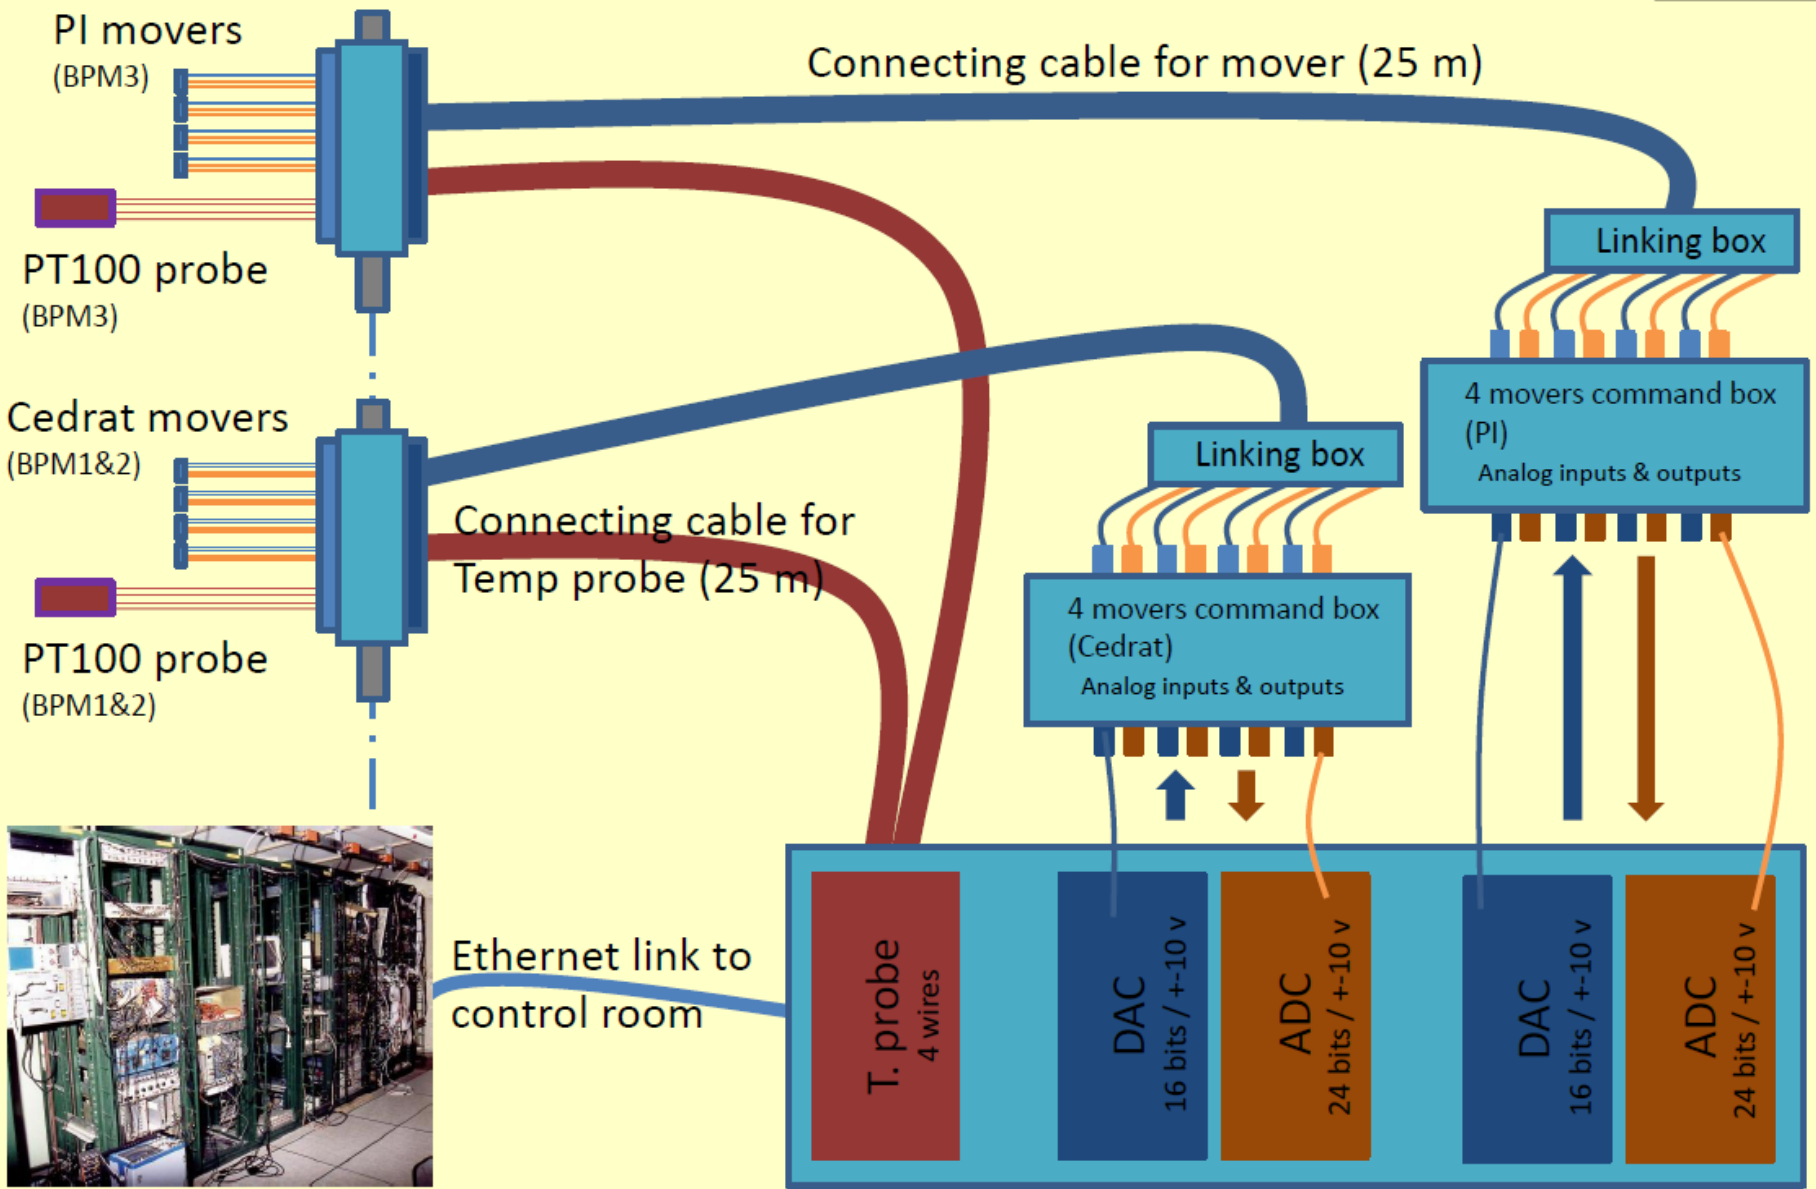 PI movers
(BPM3)
Connecting cable for mover (25 m)
Linking box
PT100 probe
(BPM3)
4 movers command box
(PI)
Analog inputs & outputs
Cedrat movers
(BPM1&2)
Linking box
Connecting cable for
Temp probe (25 m)
4 movers command box
(Cedrat)
Analog inputs & outputs
PT100 probe
(BPM1&2)
Ethernet link to
control room
T. probe
4 wires
DAC
16 bits / +-10 v
ADC
24 bits / +-10 v
DAC
16 bits / +-10 v
ADC
24 bits / +-10 v